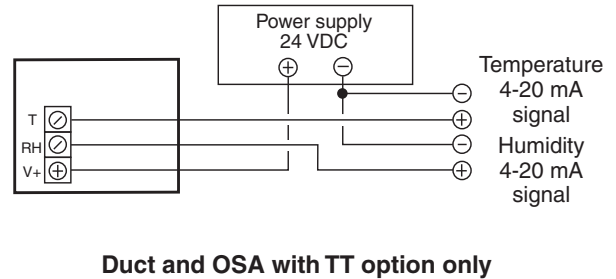 Power supply
24 VDC
Temperature
4-20 mA
signal
T
RH
V+
Humidity
4-20 mA
signal
Duct and OSA with TT option only